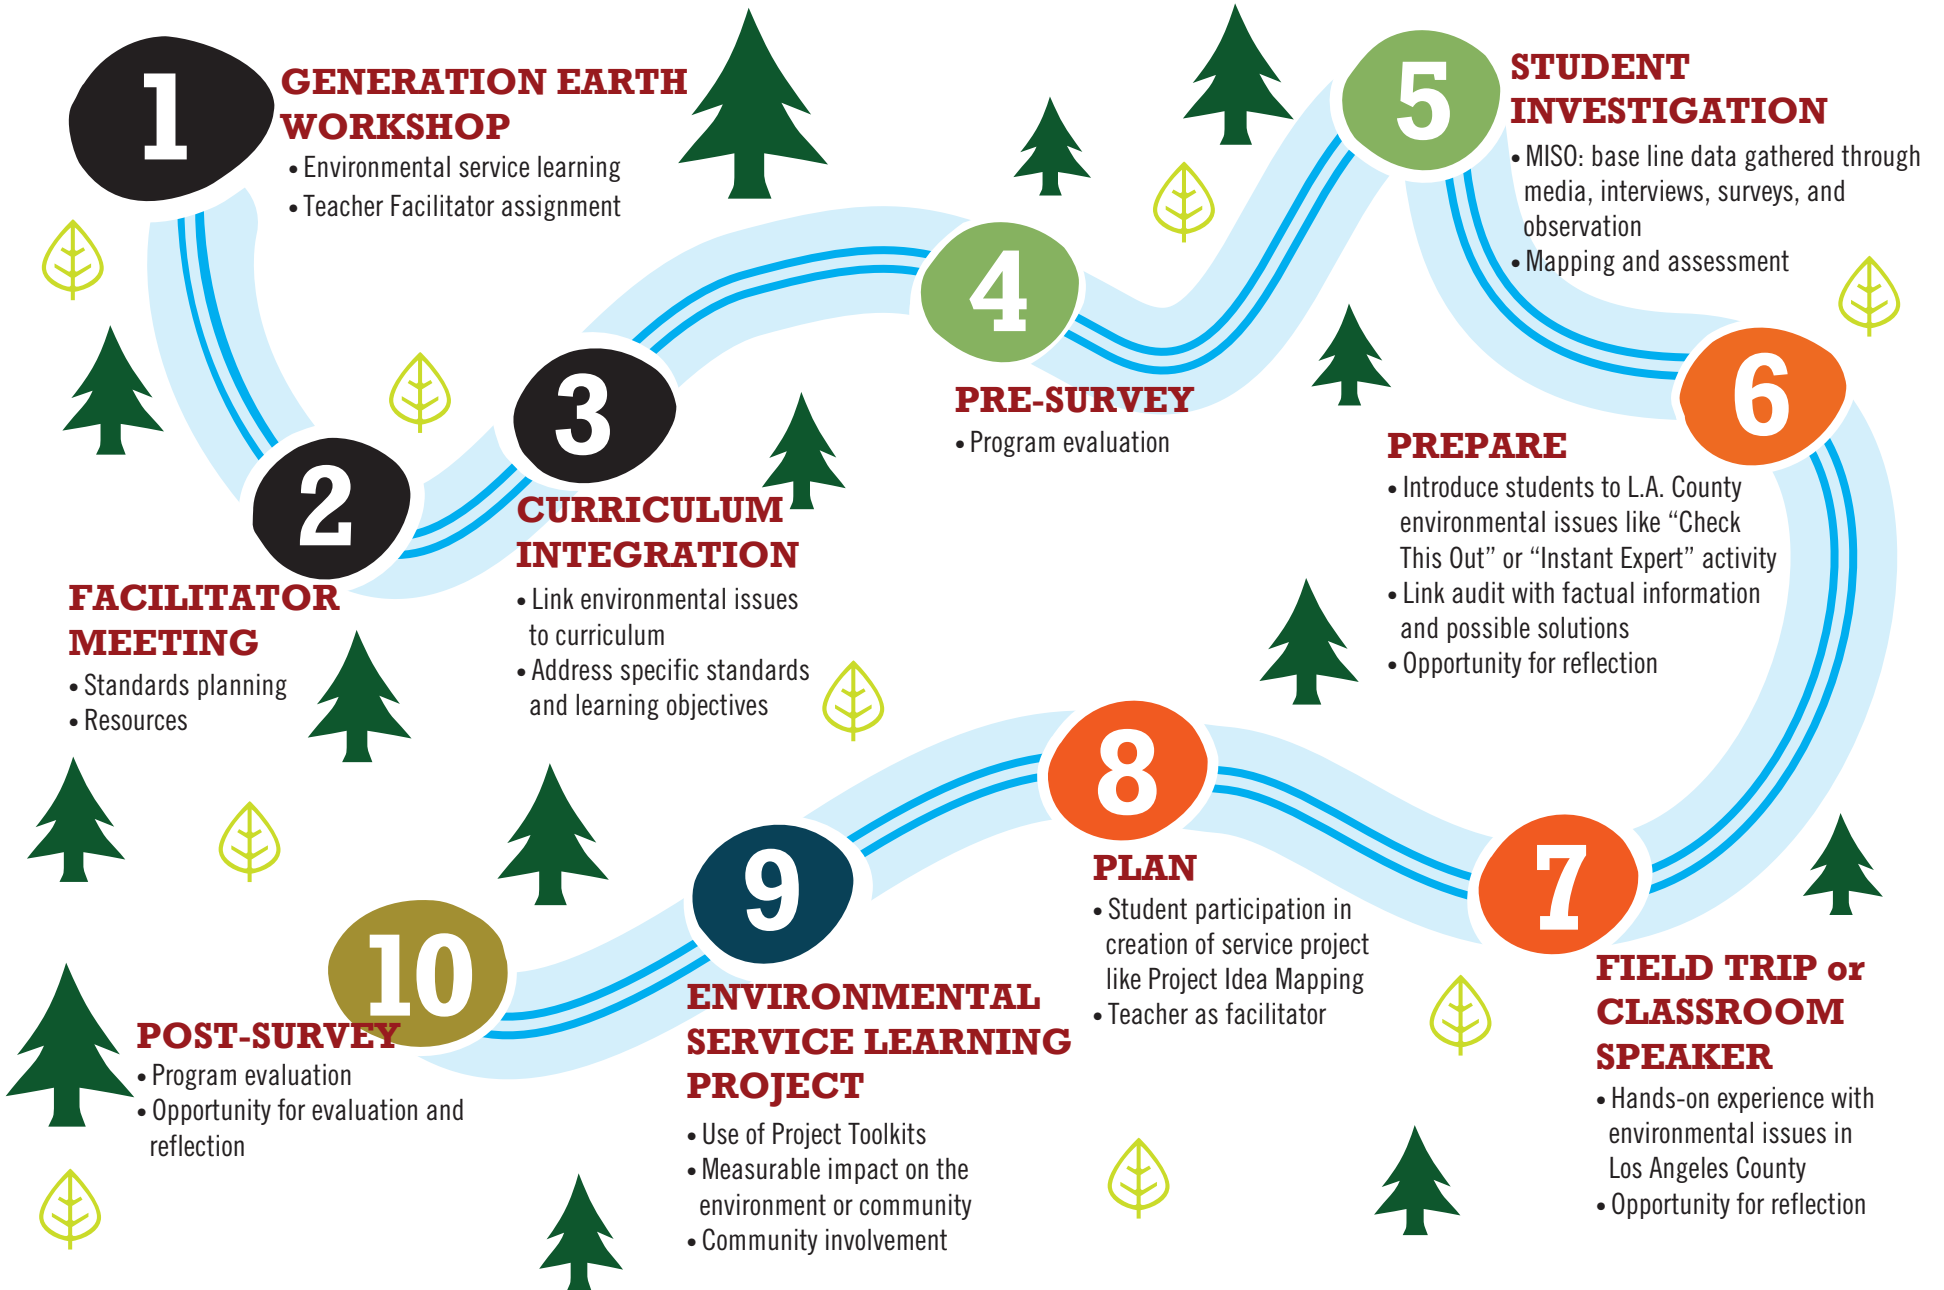 1
GENERATION EARTH
WORKSHOP
• Environmental service learning
• Teacher Facilitator assignment
2
FACILITATOR
MEETING
• Standards planning
• Resources
3
CURRICULUM
INTEGRATION
• Link environmental issues
to curriculum
• Address specific standards
and learning objectives
4
PRE-SURVEY
• Program evaluation
5
STUDENT
INVESTIGATION
• MISO: base line data gathered through
media, interviews, surveys, and
observation
• Mapping and assessment
6
PREPARE
• Introduce students to L.A. County
environmental issues like “Check
This Out” or “Instant Expert” activity
• Link audit with factual information
and possible solutions
• Opportunity for reflection
7
FIELD TRIP or
CLASSROOM
SPEAKER
• Hands-on experience with
environmental issues in
Los Angeles County
• Opportunity for reflection
8
PLAN
• Student participation in
creation of service project
like Project Idea Mapping
• Teacher as facilitator
9
ENVIRONMENTAL
SERVICE LEARNING
PROJECT
• Use of Project Toolkits
• Measurable impact on the
environment or community
• Community involvement
10
POST-SURVEY
• Program evaluation
• Opportunity for evaluation and
reflection